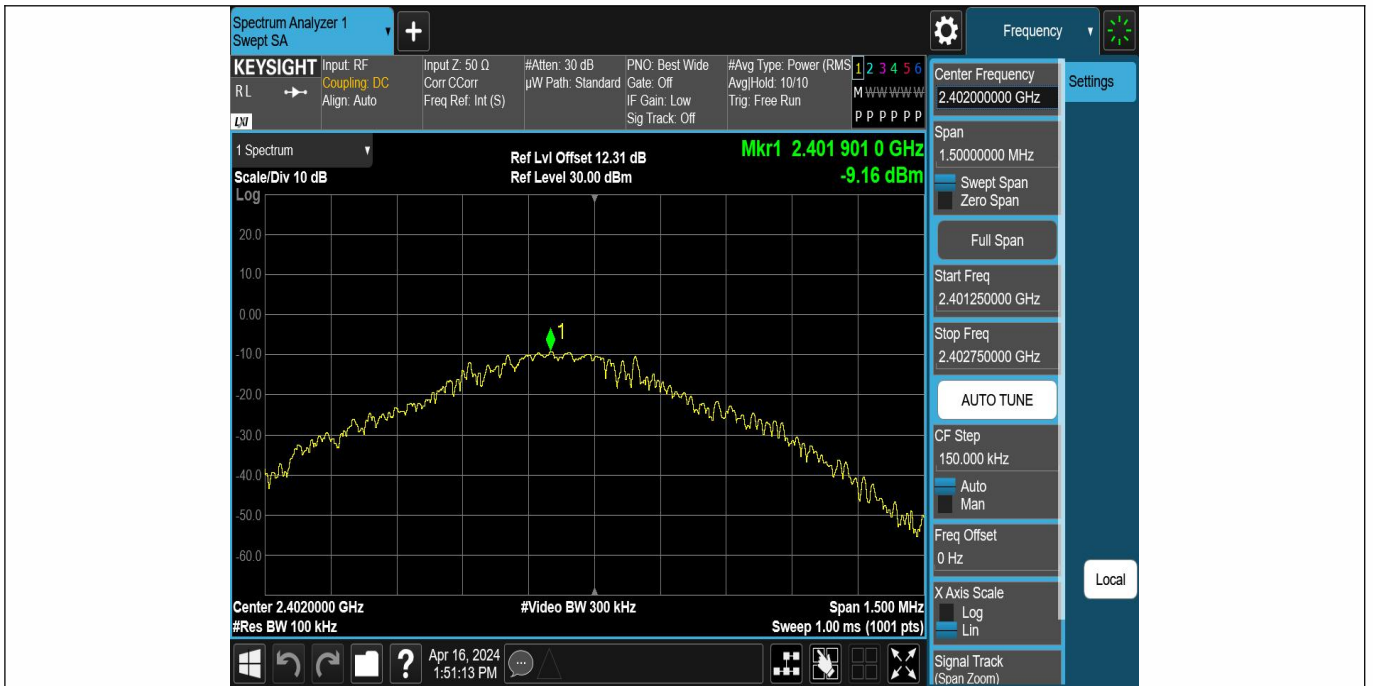 Spectrum Analyzer 1
Swept SA
+
Frequency
KEYSIGHT
RL
LXI
Input: RF
Coupling: DC
Align: Auto
Input Z: 50 Ω
Corr CCorr
Freq Ref: Int (S)
#Atten: 30 dB
µW Path: Standard
PNO: Best Wide
Gate: Off
IF Gain: Low
Sig Track: Off
#Avg Type: Power (RMS
Avg|Hold: 10/10
Trig: Free Run
1 2 3 4 5 6
M W W W W W
P P P P P P
Center Frequency
2.402000000 GHz
Settings
Span
1.50000000 MHz
Swept Span
Zero Span
Full Span
Start Freq
2.401250000 GHz
Stop Freq
2.402750000 GHz
AUTO TUNE
CF Step
150.000 kHz
Auto
Man
Freq Offset
0 Hz
X Axis Scale
Log
Lin
Signal Track
(Span Zoom)
Local
1 Spectrum
Scale/Div 10 dB
Log
Ref Lvl Offset 12.31 dB
Ref Level 30.00 dBm
Mkr1 2.401 901 0 GHz
-9.16 dBm
20.0
10.0
0.00
1
-10.0
-20.0
-30.0
-40.0
-50.0
-60.0
Center 2.4020000 GHz
#Res BW 100 kHz
#Video BW 300 kHz
Span 1.500 MHz
Sweep 1.00 ms (1001 pts)
?
Apr 16, 2024
1:51:13 PM